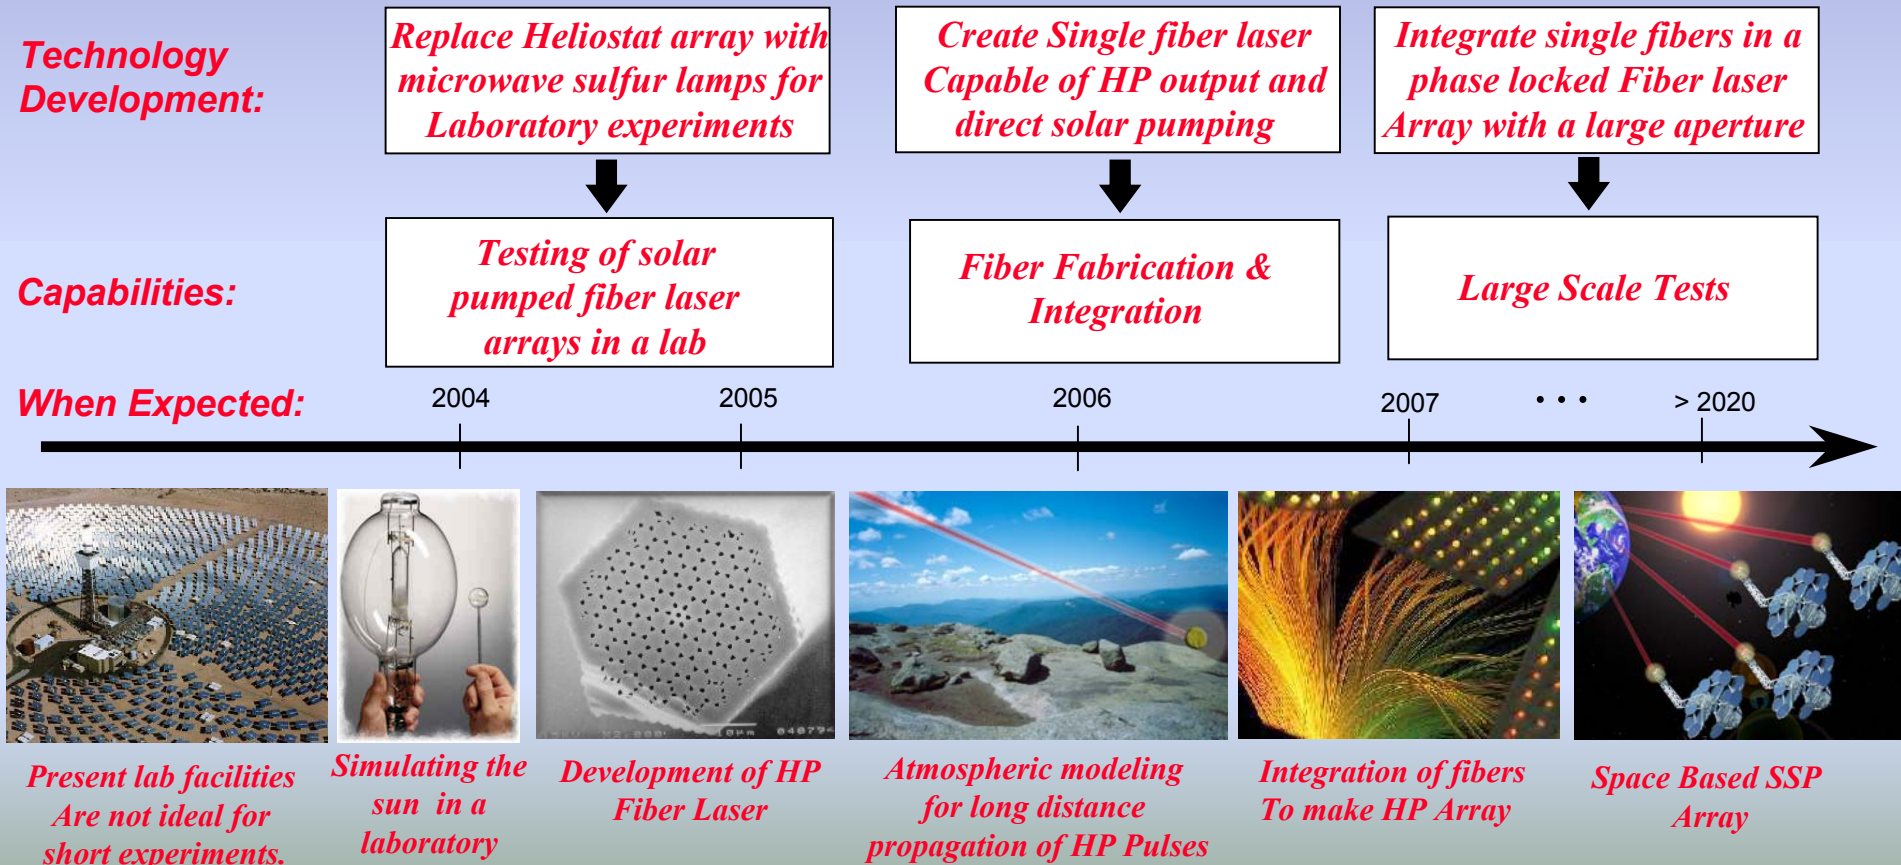 Technology
Development:
Replace Heliostat array with
microwave sulfur lamps for
Laboratory experiments
Create Single fiber laser
Capable of HP output and
direct solar pumping
Integrate single fibers in a
phase locked Fiber laser
Array with a large aperture
Capabilities:
Testing of solar
pumped fiber laser
arrays in a lab
Fiber Fabrication &
Integration
Large Scale Tests
When Expected:
2004
2005
2006
2007
• • •
> 2020
10μm
Present lab facilities
Are not ideal for
short experiments.
Simulating the
sun in a
laboratory
Development of HP
Fiber Laser
Atmospheric modeling
for long distance
propagation of HP Pulses
Integration of fibers
To make HP Array
Space Based SSP
Array